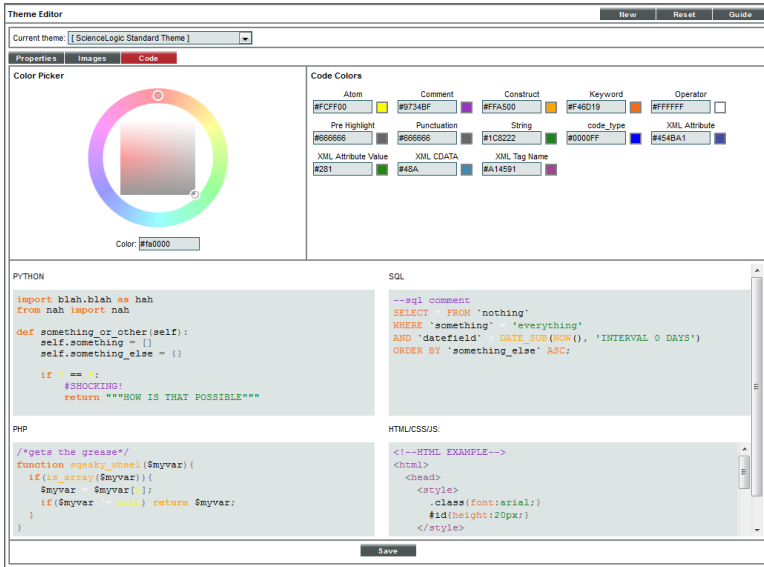 Theme Editor
New Reset Guide
Current theme: [ ScienceLogic Standard Theme ]
Properties Images Code
Color Picker
Color: #fa0000
Code Colors
Atom Comment Construct Keyword Operator
#FCFF00 #9734BF #FFA500 #F46D19 #FFFFFF
Pre Highlight Punctuation String code_type XML Attribute
#666666 #666666 #1C8222 #0000FF #454BA1
XML Attribute Value XML CDATA XML Tag Name
#281 #48A #A14591
PYTHON
import blah.blah as hah
from nah import nah
def something_or_other(self):
self.something = []
self.something_else = {}
if == :
#SHOCKING!
return """HOW IS THAT POSSIBLE"""
SQL
--sql comment
SELECT * FROM `nothing`
WHERE `something` = 'everything'
AND `datefield` > DATE_SUB(NOW(), 'INTERVAL 0 DAYS')
ORDER BY `something_else` ASC;
PHP
/*gets the grease*/
function sqeaky_wheel($myvar){
if(is_array($myvar)){
$myvar = $myvar[];
if($myvar != null) return $myvar;
}
}
HTML/CSS/JS:
<!--HTML EXAMPLE-->
<html>
<head>
<style>
.class{font:arial;}
#id{height:20px;}
</style>
Save